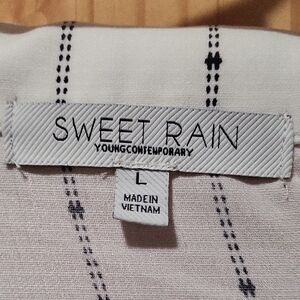 SWEET RAIN
YOUNGCONTEMPORARY
L
MADE IN
VIETNAM